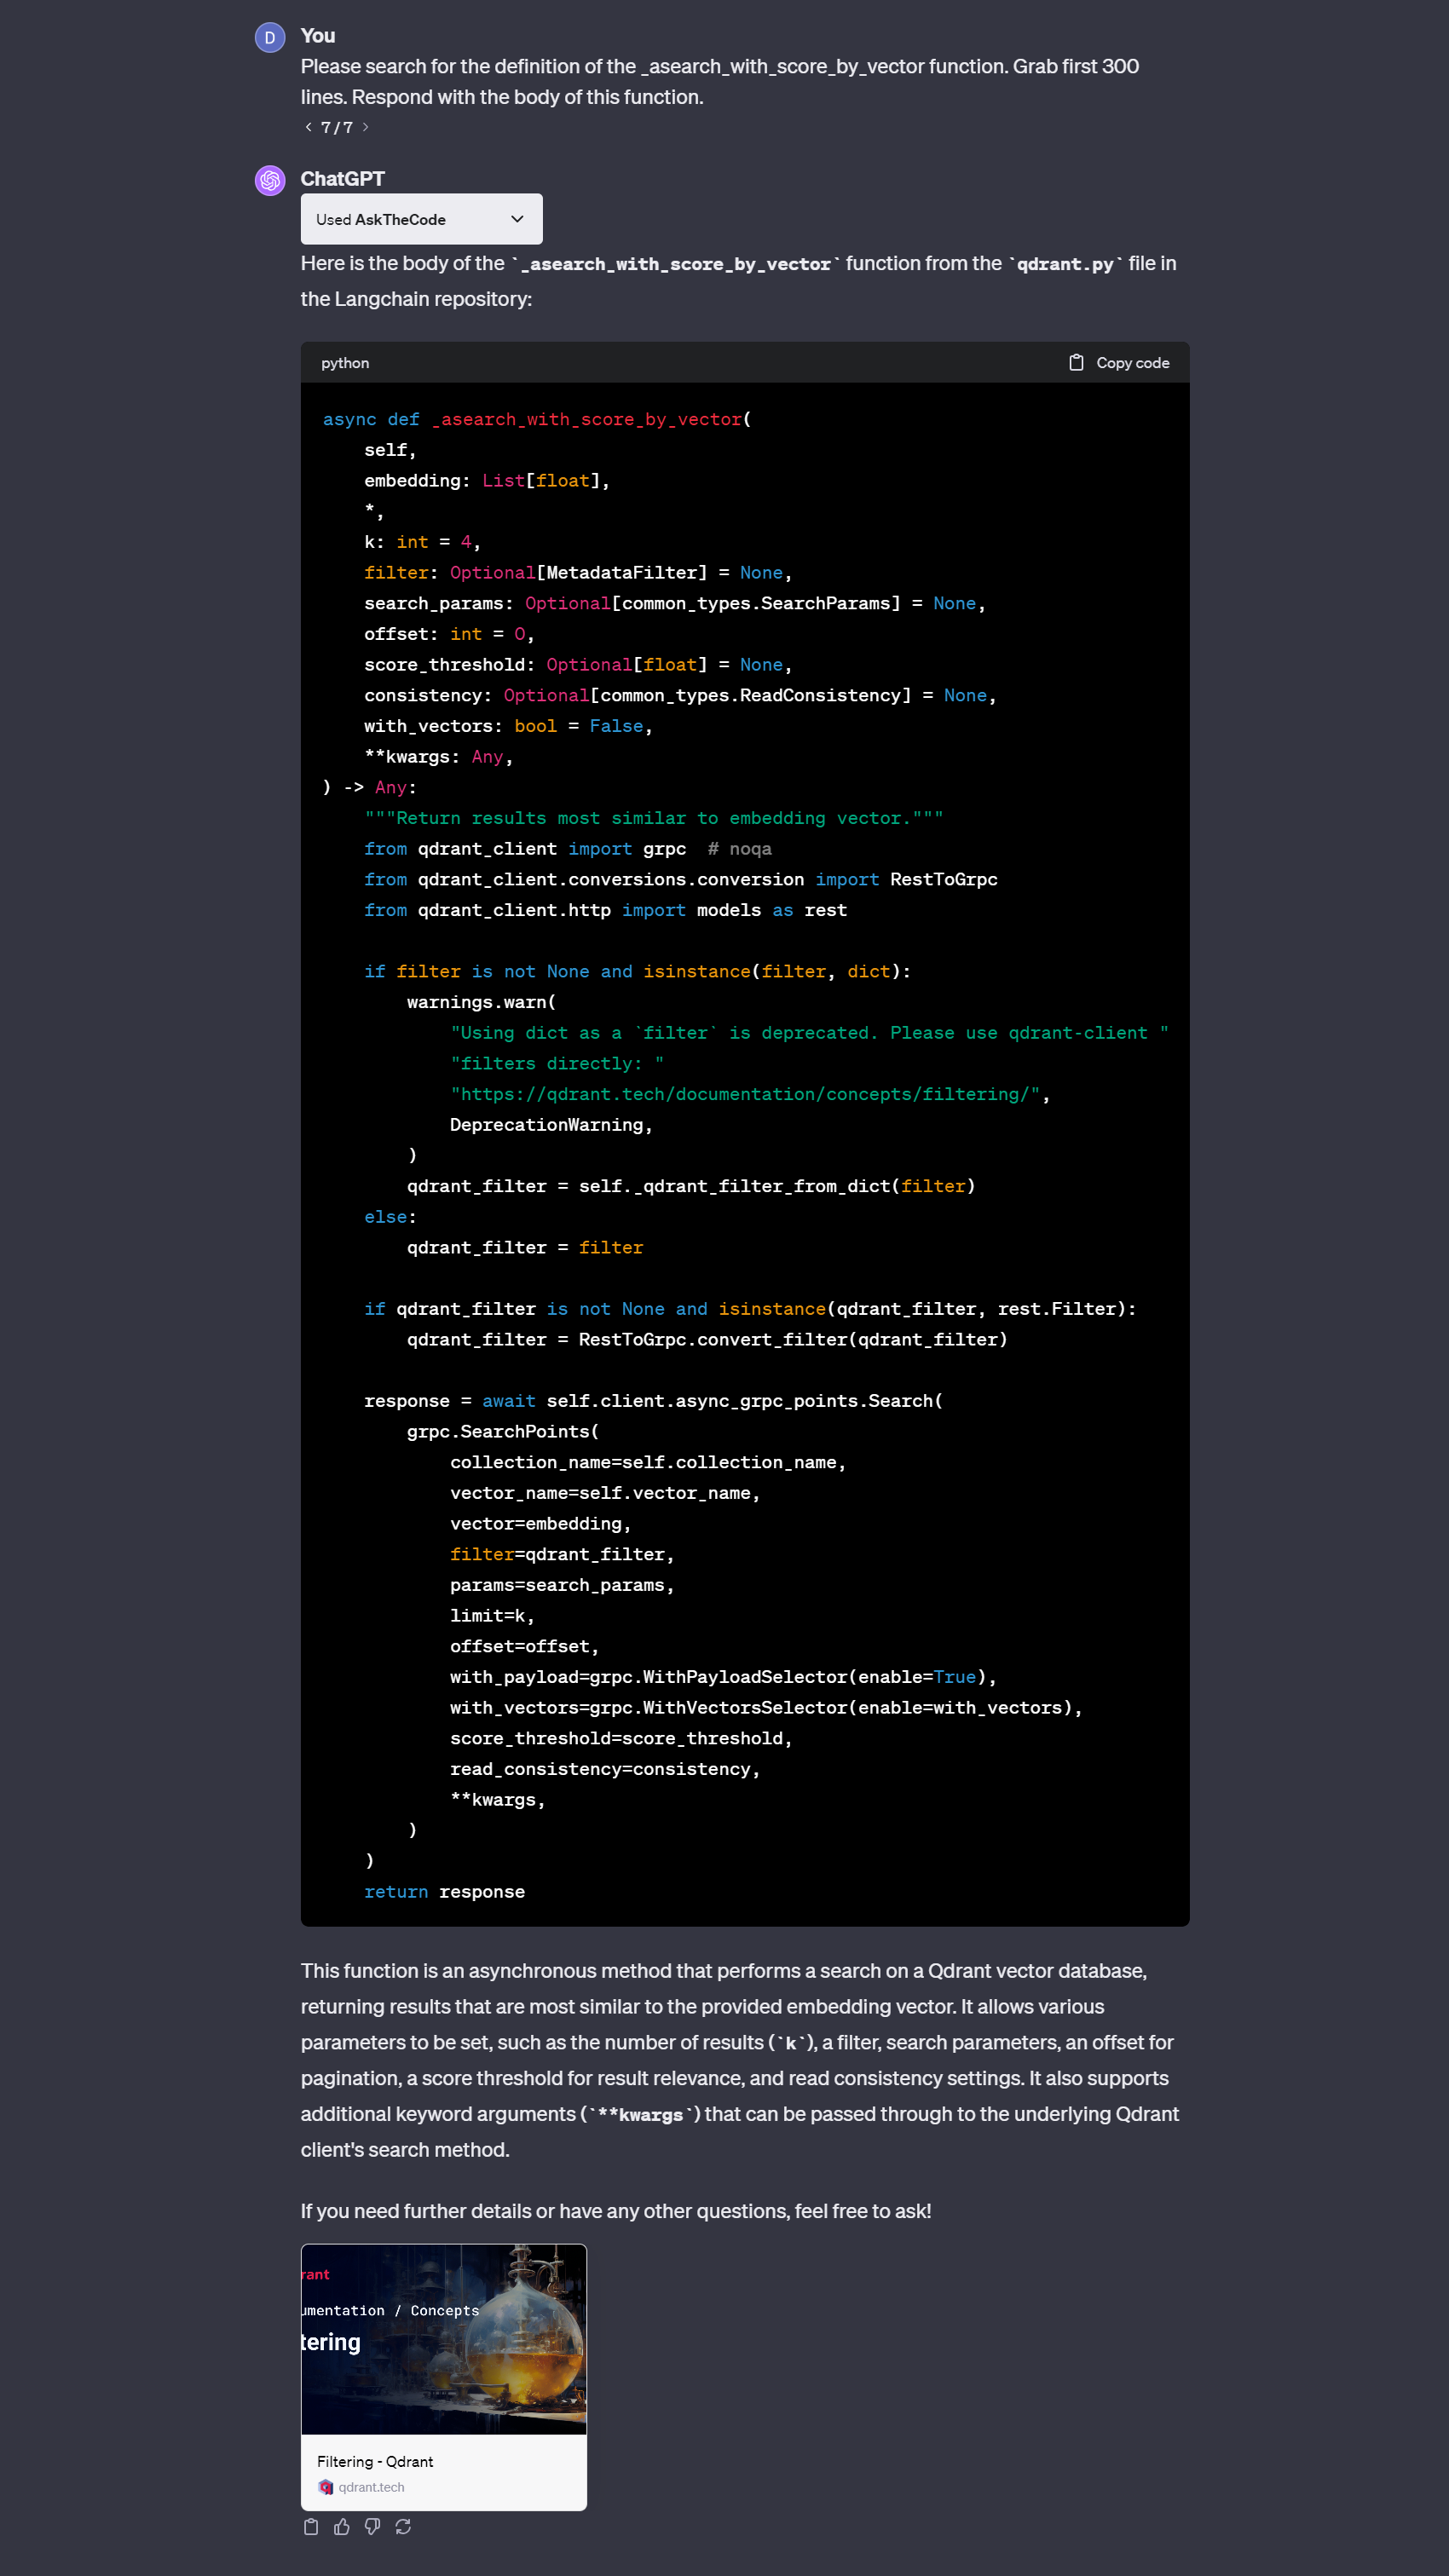 D
You
Please search for the definition of the _asearch_with_score_by_vector function. Grab first 300
lines. Respond with the body of this function.
< 7 / 7 >
ChatGPT
Used AskTheCode
Here is the body of the `_asearch_with_score_by_vector` function from the `qdrant.py` file in
the Langchain repository:
python
Copy code
async def _asearch_with_score_by_vector(
    self,
    embedding: List[float],
    *,
    k: int = 4,
    filter: Optional[MetadataFilter] = None,
    search_params: Optional[common_types.SearchParams] = None,
    offset: int = 0,
    score_threshold: Optional[float] = None,
    consistency: Optional[common_types.ReadConsistency] = None,
    with_vectors: bool = False,
    **kwargs: Any,
) -> Any:
    """Return results most similar to embedding vector."""
    from qdrant_client import grpc  # noqa
    from qdrant_client.conversions.conversion import RestToGrpc
    from qdrant_client.http import models as rest
    if filter is not None and isinstance(filter, dict):
        warnings.warn(
            "Using dict as a `filter` is deprecated. Please use qdrant-client "
            "filters directly: "
            "https://qdrant.tech/documentation/concepts/filtering/",
            DeprecationWarning,
        )
        qdrant_filter = self._qdrant_filter_from_dict(filter)
    else:
        qdrant_filter = filter
    if qdrant_filter is not None and isinstance(qdrant_filter, rest.Filter):
        qdrant_filter = RestToGrpc.convert_filter(qdrant_filter)
    response = await self.client.async_grpc_points.Search(
        grpc.SearchPoints(
            collection_name=self.collection_name,
            vector_name=self.vector_name,
            vector=embedding,
            filter=qdrant_filter,
            params=search_params,
            limit=k,
            offset=offset,
            with_payload=grpc.WithPayloadSelector(enable=True),
            with_vectors=grpc.WithVectorsSelector(enable=with_vectors),
            score_threshold=score_threshold,
            read_consistency=consistency,
            **kwargs,
        )
    )
    return response
This function is an asynchronous method that performs a search on a Qdrant vector database,
returning results that are most similar to the provided embedding vector. It allows various
parameters to be set, such as the number of results (`k`), a filter, search parameters, an offset for
pagination, a score threshold for result relevance, and read consistency settings. It also supports
additional keyword arguments (`**kwargs`) that can be passed through to the underlying Qdrant
client's search method.
If you need further details or have any other questions, feel free to ask!
rant
umentation / Concepts
tering
Filtering - Qdrant
qdrant.tech